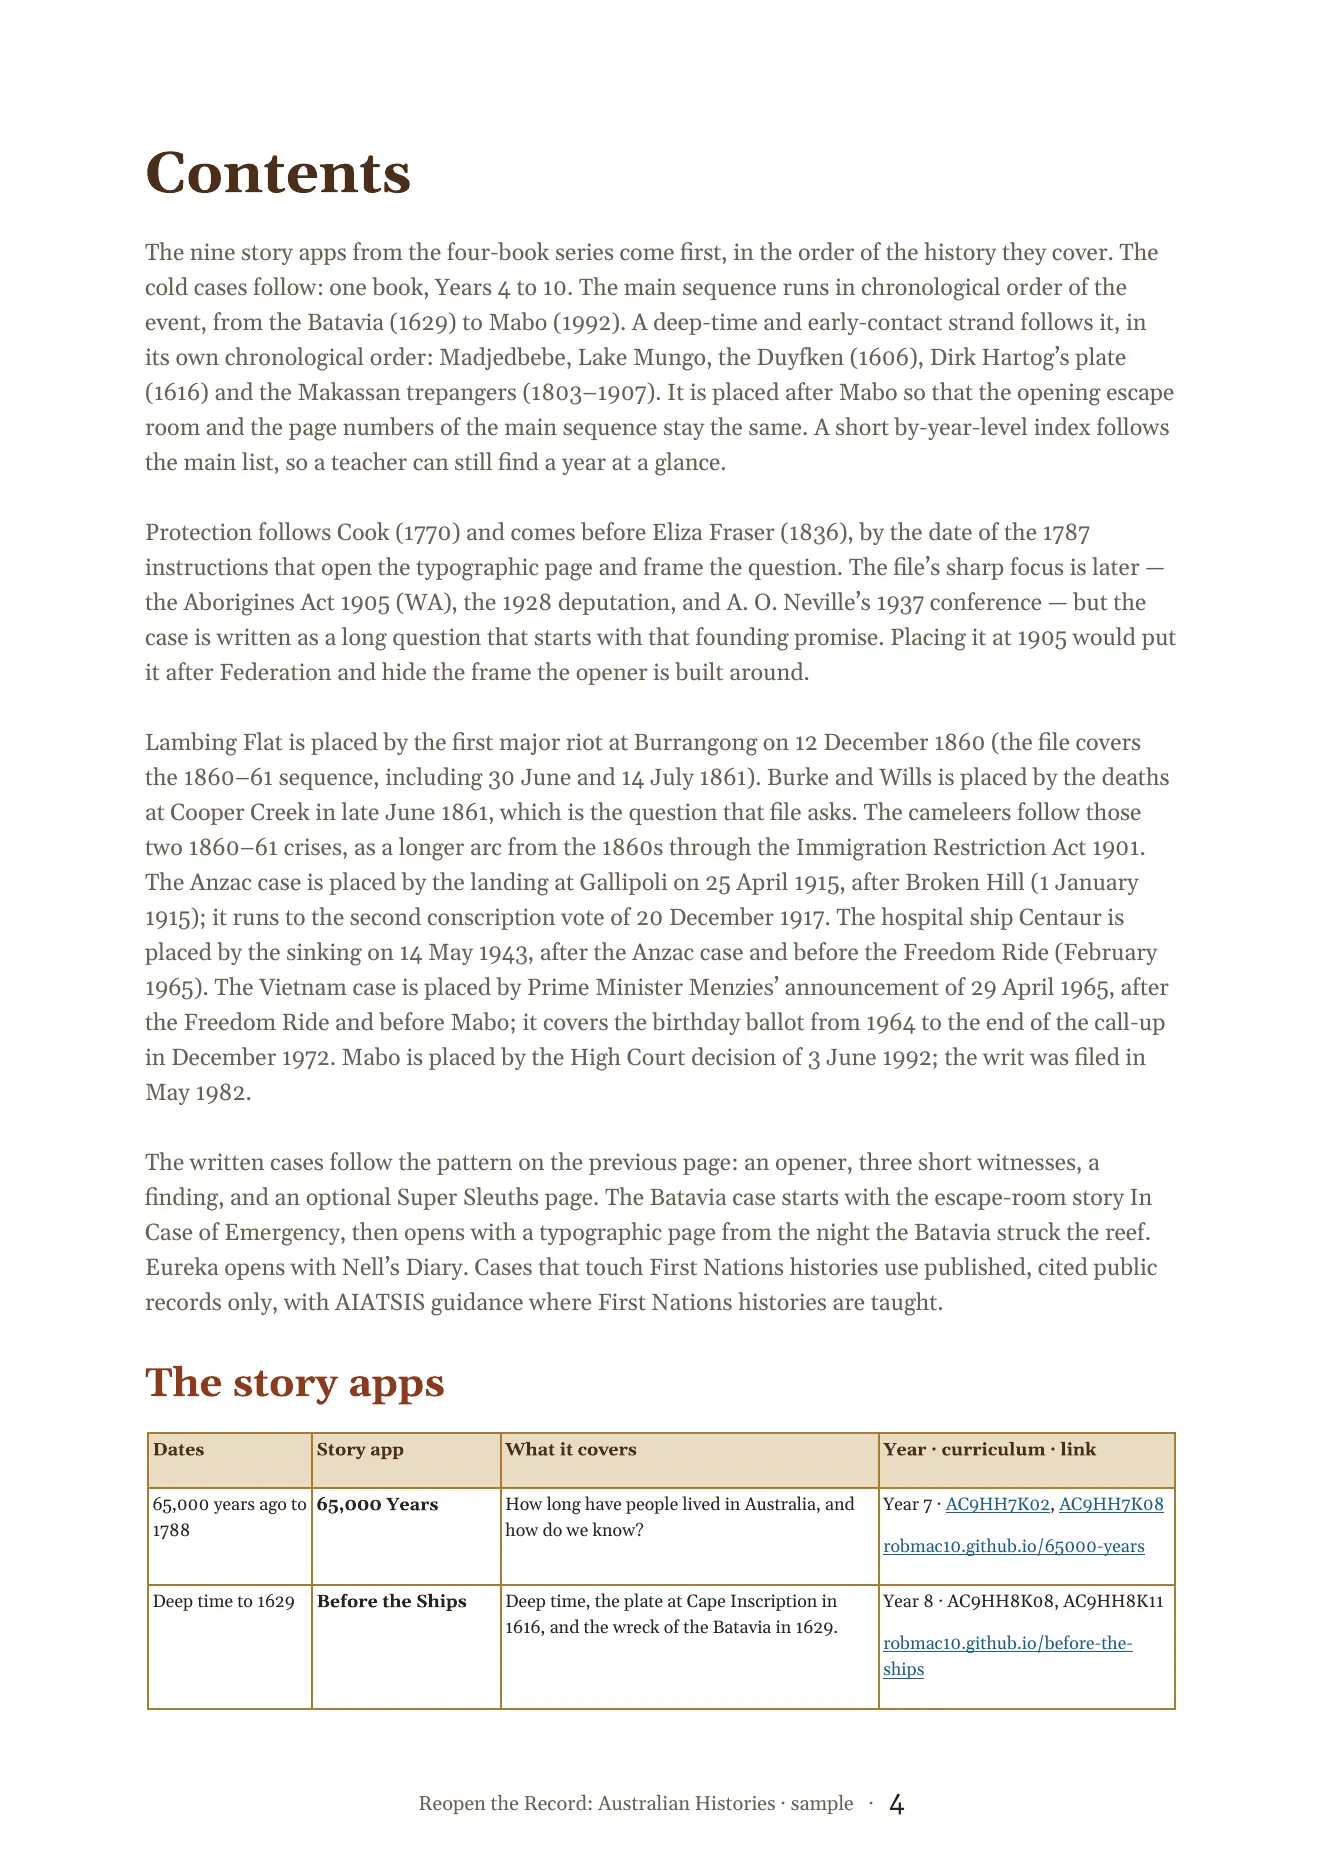 Contents
The nine story apps from the four-book series come first, in the order of the history they cover. The
cold cases follow: one book, Years 4 to 10. The main sequence runs in chronological order of the
event, from the Batavia (1629) to Mabo (1992). A deep-time and early-contact strand follows it, in
its own chronological order: Madjedbebe, Lake Mungo, the Duyfken (1606), Dirk Hartog’s plate
(1616) and the Makassan trepangers (1803–1907). It is placed after Mabo so that the opening escape
room and the page numbers of the main sequence stay the same. A short by-year-level index follows
the main list, so a teacher can still find a year at a glance.
Protection follows Cook (1770) and comes before Eliza Fraser (1836), by the date of the 1787
instructions that open the typographic page and frame the question. The file’s sharp focus is later —
the Aborigines Act 1905 (WA), the 1928 deputation, and A. O. Neville’s 1937 conference — but the
case is written as a long question that starts with that founding promise. Placing it at 1905 would put
it after Federation and hide the frame the opener is built around.
Lambing Flat is placed by the first major riot at Burrangong on 12 December 1860 (the file covers
the 1860–61 sequence, including 30 June and 14 July 1861). Burke and Wills is placed by the deaths
at Cooper Creek in late June 1861, which is the question that file asks. The cameleers follow those
two 1860–61 crises, as a longer arc from the 1860s through the Immigration Restriction Act 1901.
The Anzac case is placed by the landing at Gallipoli on 25 April 1915, after Broken Hill (1 January
1915); it runs to the second conscription vote of 20 December 1917. The hospital ship Centaur is
placed by the sinking on 14 May 1943, after the Anzac case and before the Freedom Ride (February
1965). The Vietnam case is placed by Prime Minister Menzies’ announcement of 29 April 1965, after
the Freedom Ride and before Mabo; it covers the birthday ballot from 1964 to the end of the call-up
in December 1972. Mabo is placed by the High Court decision of 3 June 1992; the writ was filed in
May 1982.
The written cases follow the pattern on the previous page: an opener, three short witnesses, a
finding, and an optional Super Sleuths page. The Batavia case starts with the escape-room story In
Case of Emergency, then opens with a typographic page from the night the Batavia struck the reef.
Eureka opens with Nell’s Diary. Cases that touch First Nations histories use published, cited public
records only, with AIATSIS guidance where First Nations histories are taught.
The story apps
Dates Story app What it covers Year · curriculum · link
65,000 years ago to 65,000 Years How long have people lived in Australia, and Year 7 · AC9HH7K02, AC9HH7K08
1788 how do we know?
robmac10.github.io/65000-years
Deep time to 1629 Before the Ships Deep time, the plate at Cape Inscription in Year 8 · AC9HH8K08, AC9HH8K11
1616, and the wreck of the Batavia in 1629.
robmac10.github.io/before-the-
ships
Reopen the Record: Australian Histories · sample · 4